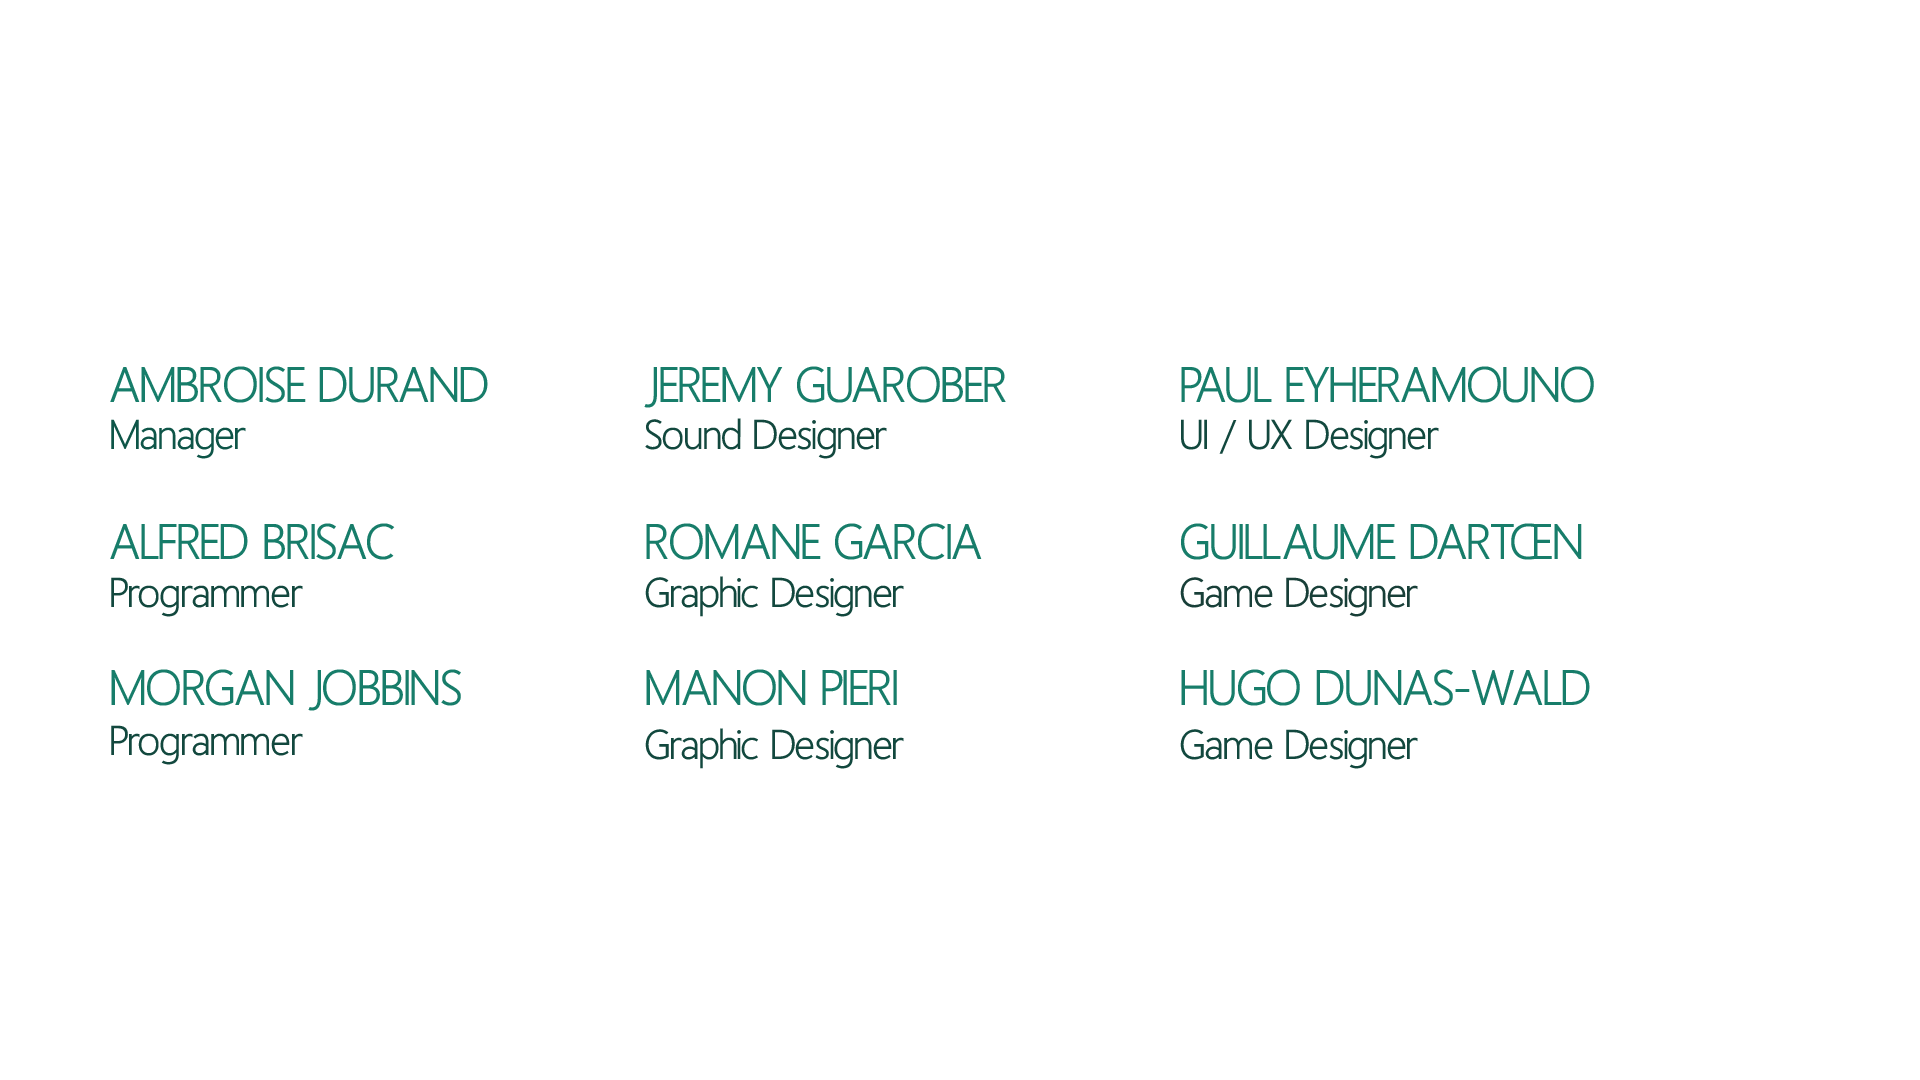 AMBROISE DURAND
Manager
JEREMY GUAROBER
Sound Designer
PAUL EYHERAMOUNO
UI / UX Designer
ALFRED BRISAC
Programmer
ROMANE GARCIA
Graphic Designer
GUILLAUME DARTŒN
Game Designer
MORGAN JOBBINS
Programmer
MANON PIERI
Graphic Designer
HUGO DUNAS-WALD
Game Designer